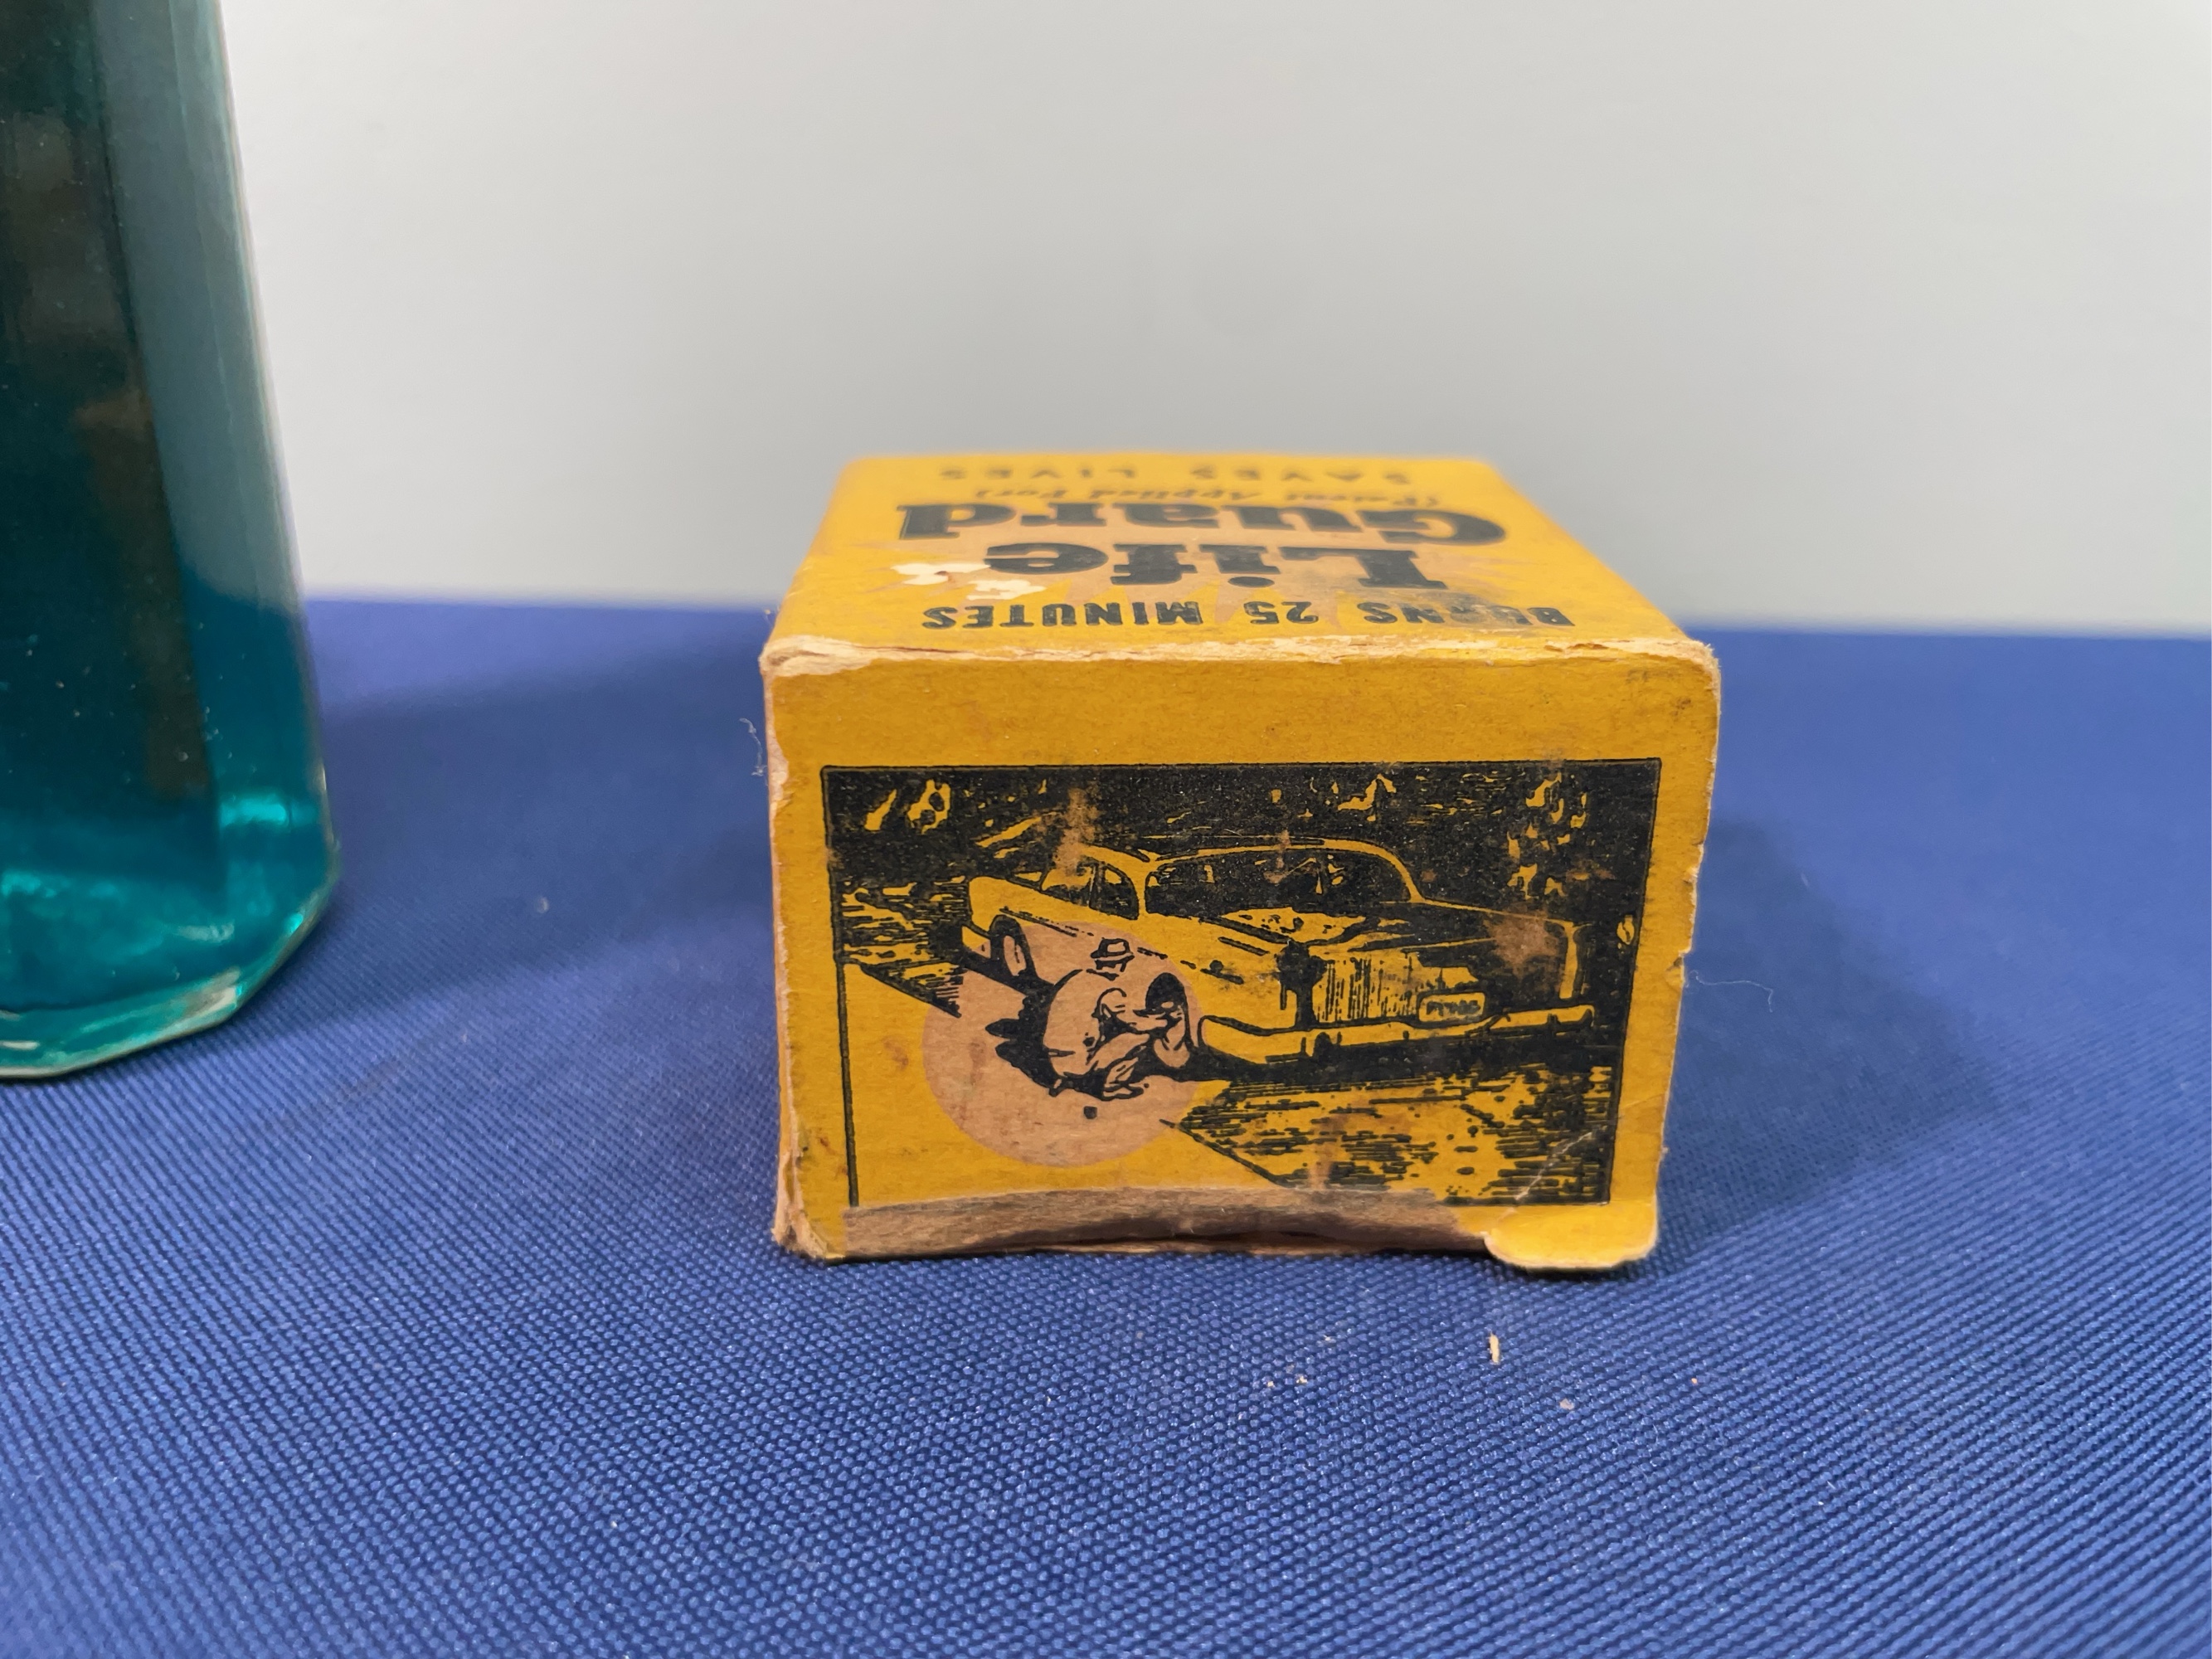 BURNS 25 MINUTES
Life
Guard
(Patent Applied For)
SAVES LIVES